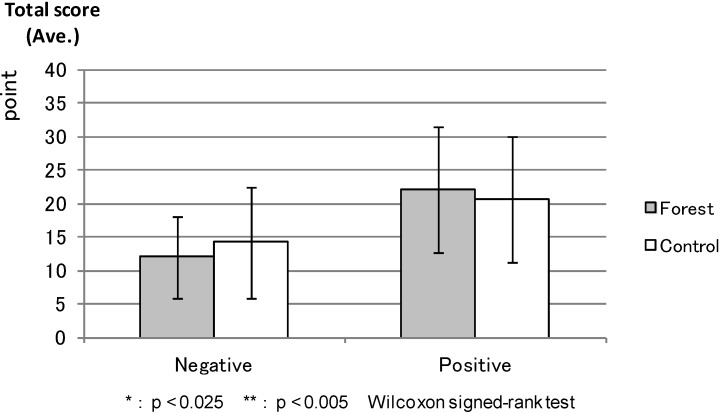 Total score
(Ave.)
point
40
35
30
25
20
15
10
5
0
Negative Positive
Forest
Control
* : p <0.025 ** : p <0.005 Wilcoxon signed-rank test